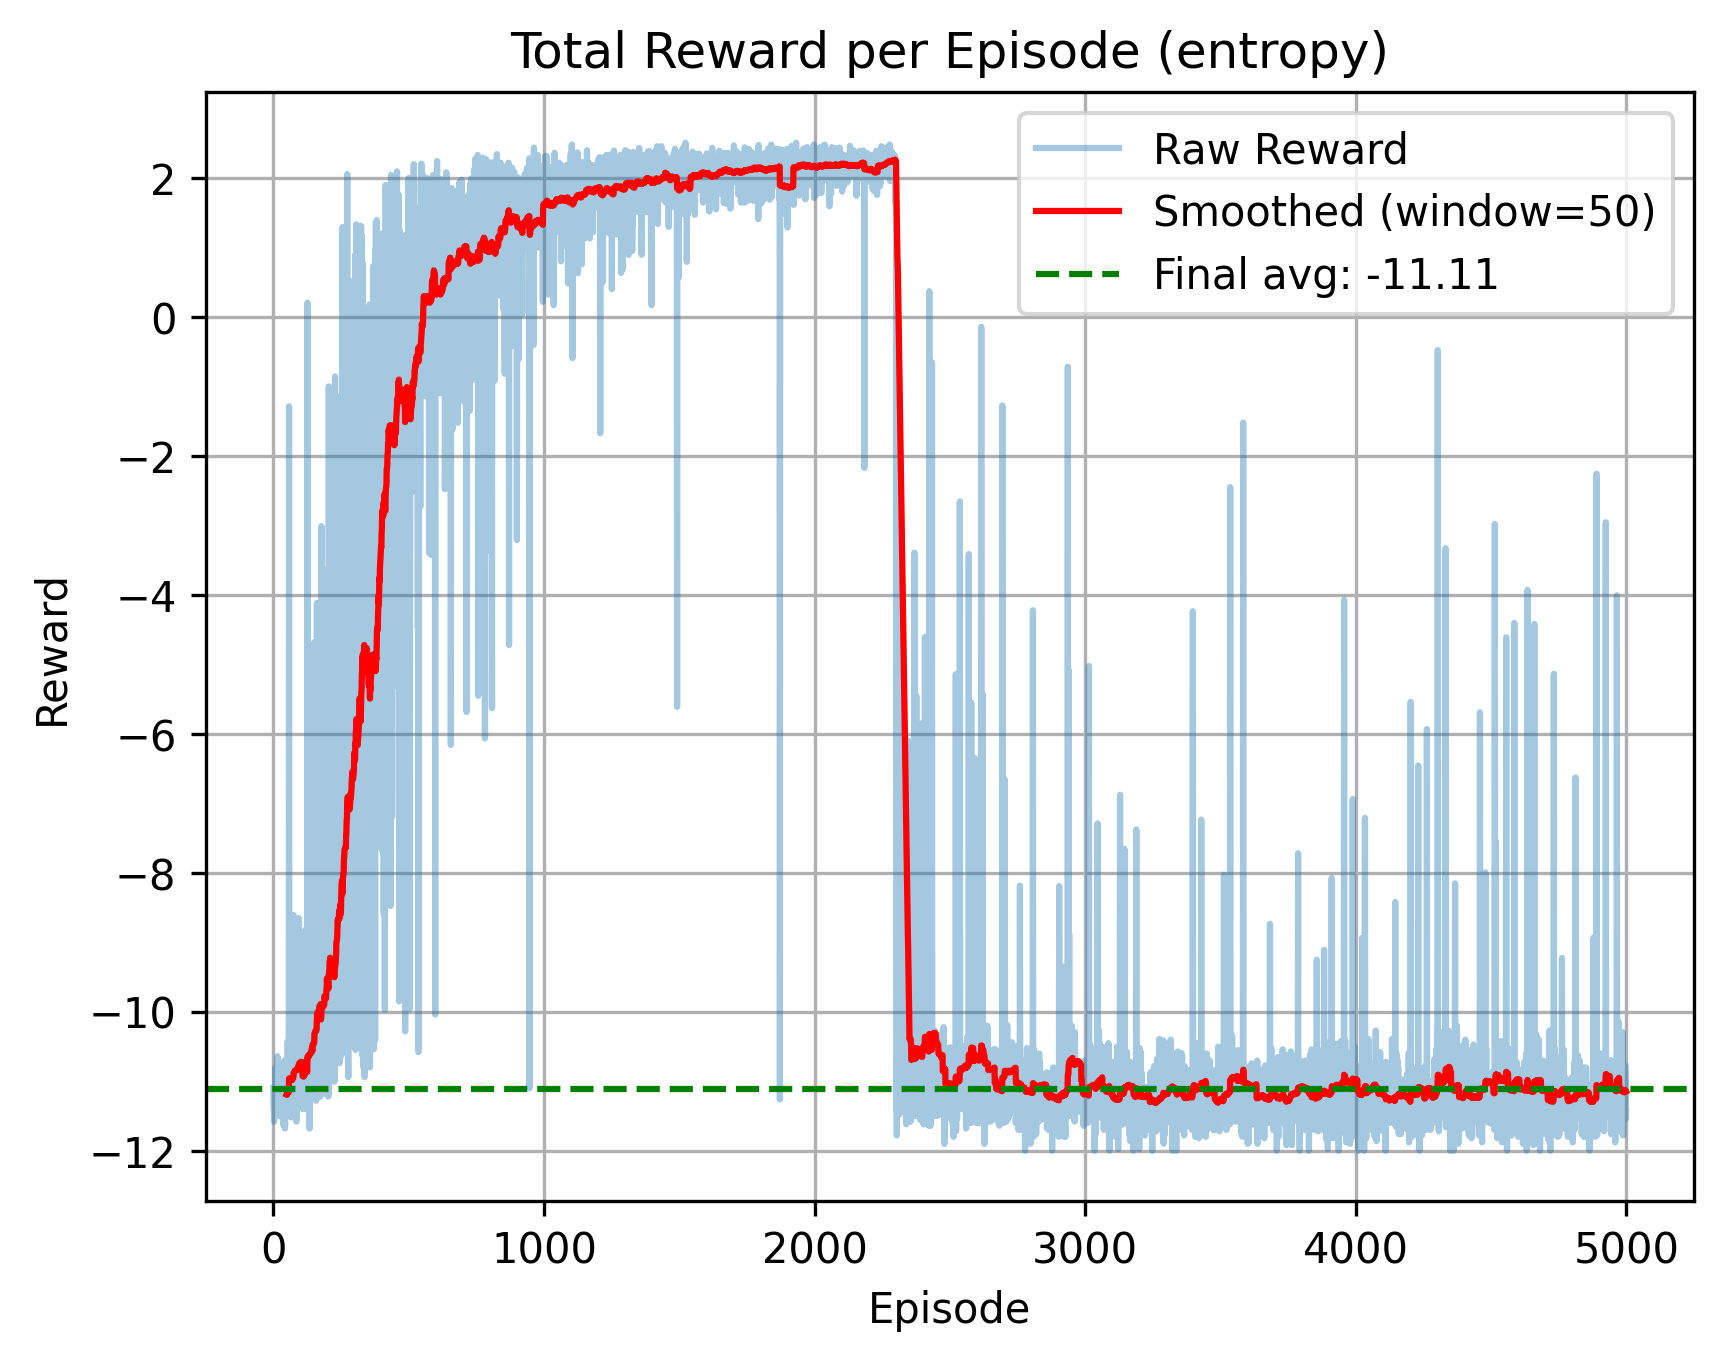 Total Reward per Episode (entropy)
Raw Reward
Smoothed (window=50)
Final avg: -11.11
2
0
−2
−4
−6
−8
−10
−12
Reward
0 1000 2000 3000 4000 5000
Episode